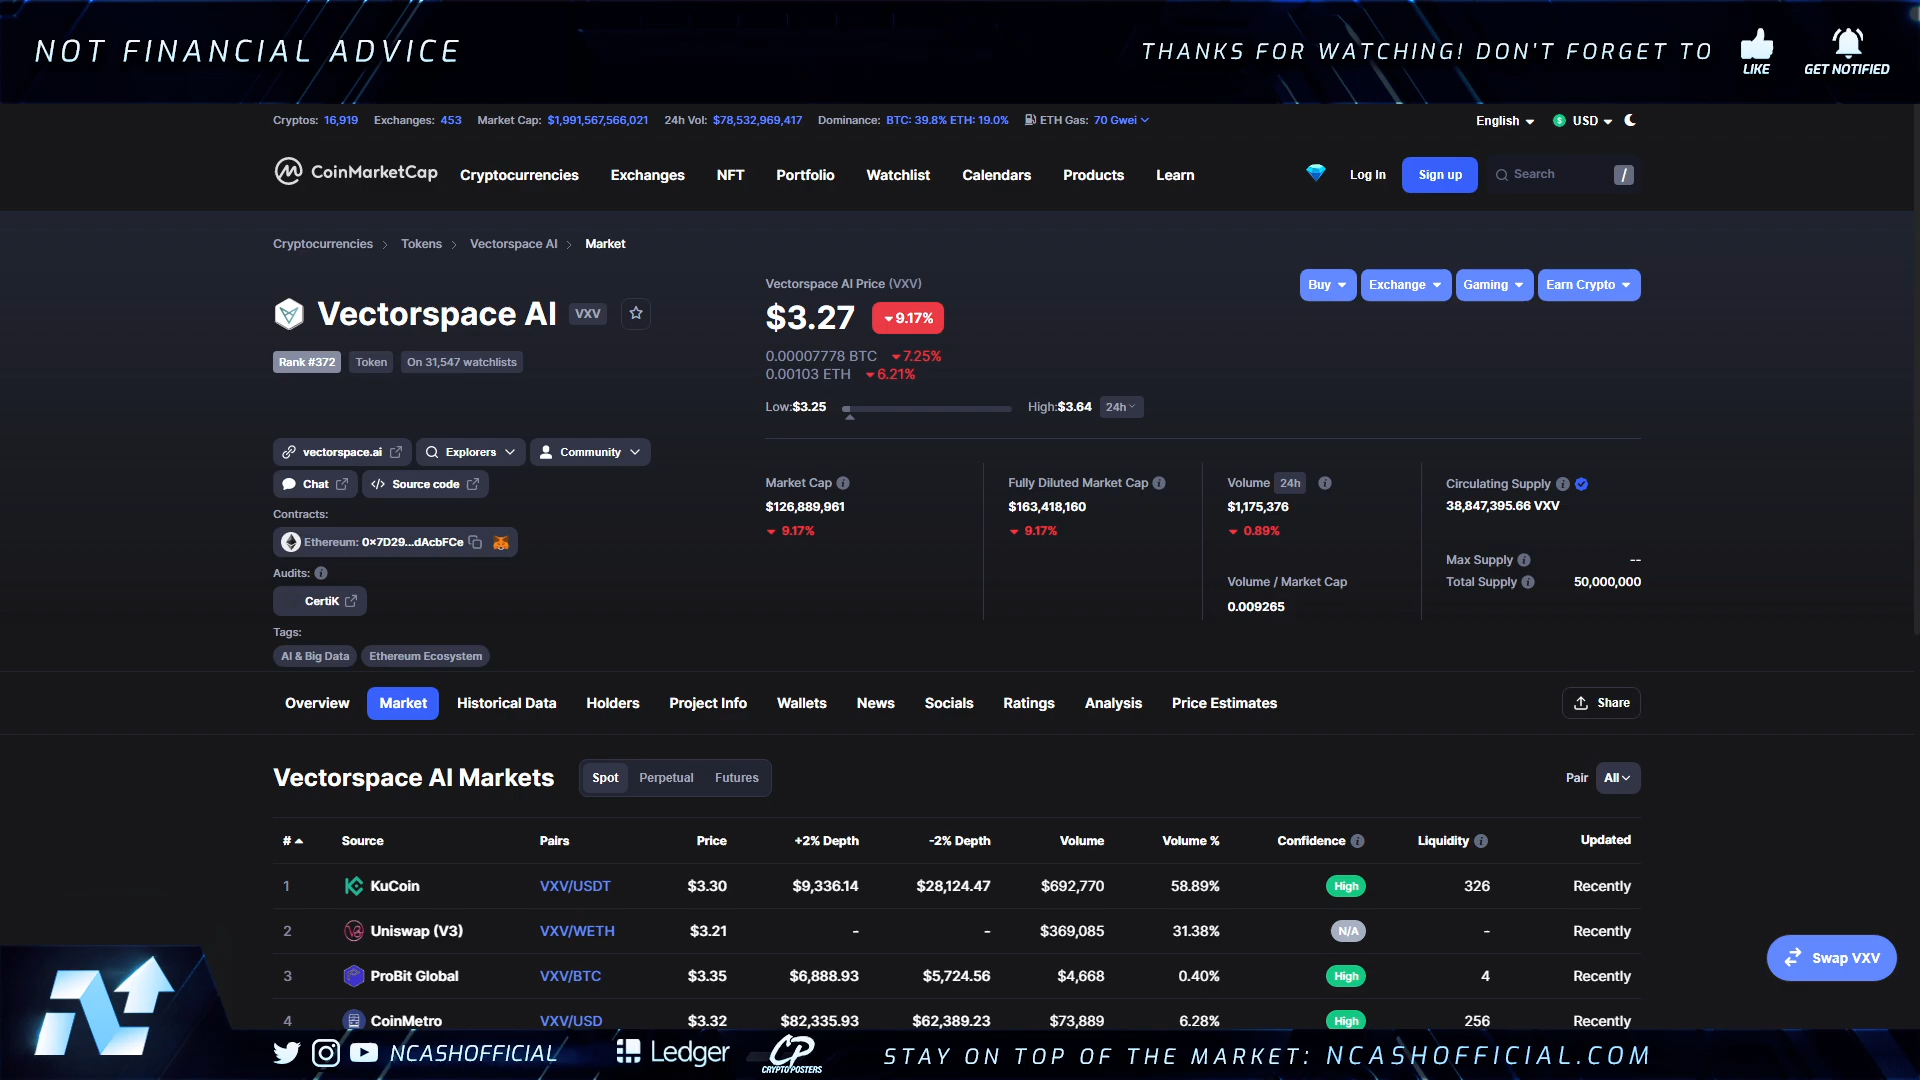 NOT FINANCIAL ADVICE
THANKS FOR WATCHING! DON'T FORGET TO
LIKE
GET NOTIFIED
Cryptos: 16,919 Exchanges: 453 Market Cap: $1,991,567,566,021 24h Vol: $78,532,969,417 Dominance: BTC: 39.8% ETH: 19.0% ETH Gas: 70 Gwei
English $ USD
CoinMarketCap Cryptocurrencies Exchanges NFT Portfolio Watchlist Calendars Products Learn Log In Sign up Search /
Cryptocurrencies Tokens Vectorspace AI Market
Vectorspace AI VXV
Rank #372 Token On 31,547 watchlists
Vectorspace AI Price (VXV)
$3.27 9.17%
0.00007778 BTC 7.25%
0.00103 ETH 6.21%
Low:$3.25 High:$3.64 24h
Buy Exchange Gaming Earn Crypto
vectorspace.ai Explorers Community
Chat Source code
Contracts:
Ethereum: 0x7D29...dAcbFCe
Audits:
CertiK
Tags:
AI & Big Data Ethereum Ecosystem
Market Cap
$126,889,961
9.17%
Fully Diluted Market Cap
$163,418,160
9.17%
Volume 24h
$1,175,376
0.89%
Volume / Market Cap
0.009265
Circulating Supply
38,847,395.66 VXV
Max Supply --
Total Supply 50,000,000
Overview Market Historical Data Holders Project Info Wallets News Socials Ratings Analysis Price Estimates Share
Vectorspace AI Markets Spot Perpetual Futures Pair All
# Source Pairs Price +2% Depth -2% Depth Volume Volume % Confidence Liquidity Updated
1 KuCoin VXV/USDT $3.30 $9,336.14 $28,124.47 $692,770 58.89% High 326 Recently
2 Uniswap (V3) VXV/WETH $3.21 - - $369,085 31.38% N/A - Recently
3 ProBit Global VXV/BTC $3.35 $6,888.93 $5,724.56 $4,668 0.40% High 4 Recently
4 CoinMetro VXV/USD $3.32 $82,335.93 $62,389.23 $73,889 6.28% High 256 Recently
Swap VXV
NCASHOFFICIAL
Ledger
CP
CRYPTOPOSTERS
STAY ON TOP OF THE MARKET: NCASHOFFICIAL.COM